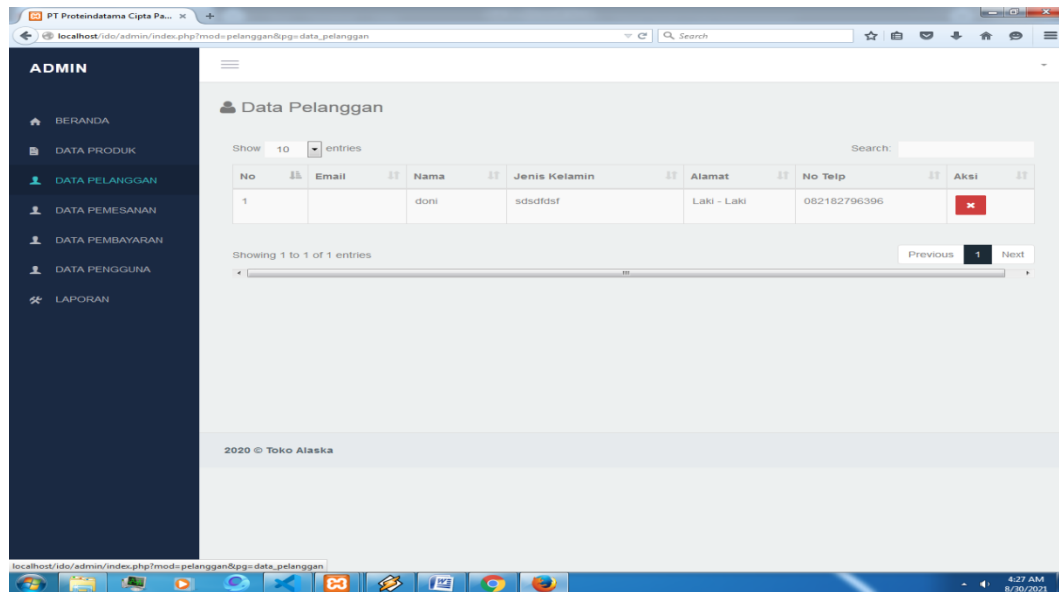 PT Proteindatama Cipta Pa... × +
localhost/ido/admin/index.php?mod=pelanggan&pg=data_pelanggan Search
ADMIN
BERANDA
DATA PRODUK
DATA PELANGGAN
DATA PEMESANAN
DATA PEMBAYARAN
DATA PENGGUNA
LAPORAN
Data Pelanggan
Show 10 entries Search:
No Email Nama Jenis Kelamin Alamat No Telp Aksi
1 doni sdsdfdsf Laki - Laki 082182796396
Showing 1 to 1 of 1 entries Previous 1 Next
2020 © Toko Alaska
localhost/ido/admin/index.php?mod=pelanggan&pg=data_pelanggan
4:27 AM
8/30/2021